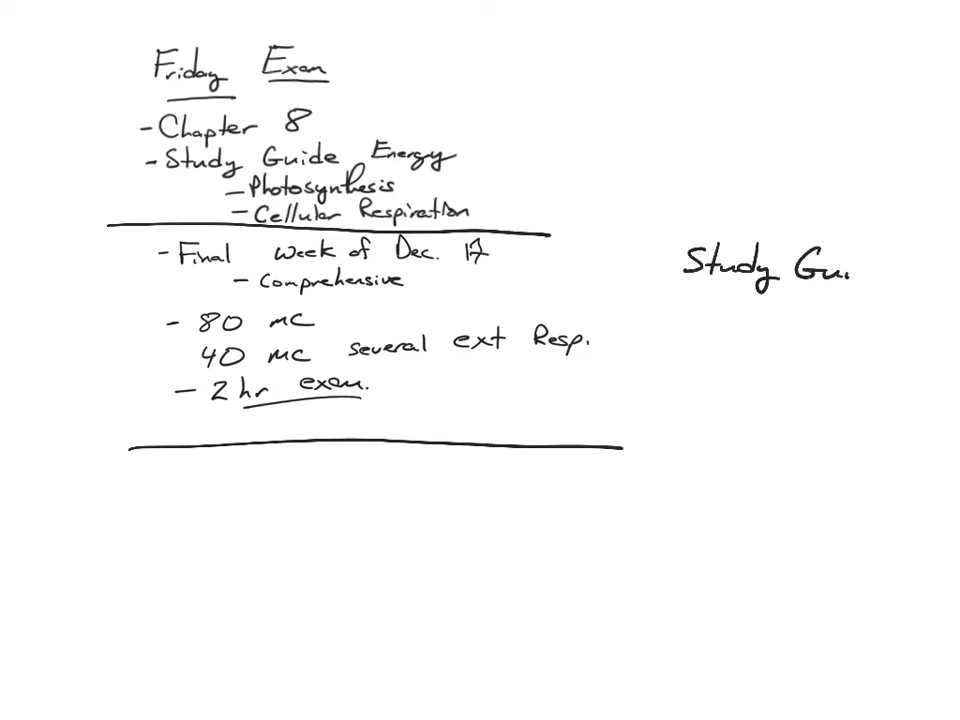 Friday Exam
- Chapter 8
- Study Guide Energy
- Photosynthesis
- Cellular Respiration
- Final Week of Dec. 17
- Comprehensive
Study Gu.
- 80 MC
40 MC several ext Resp.
- 2 hr exam.